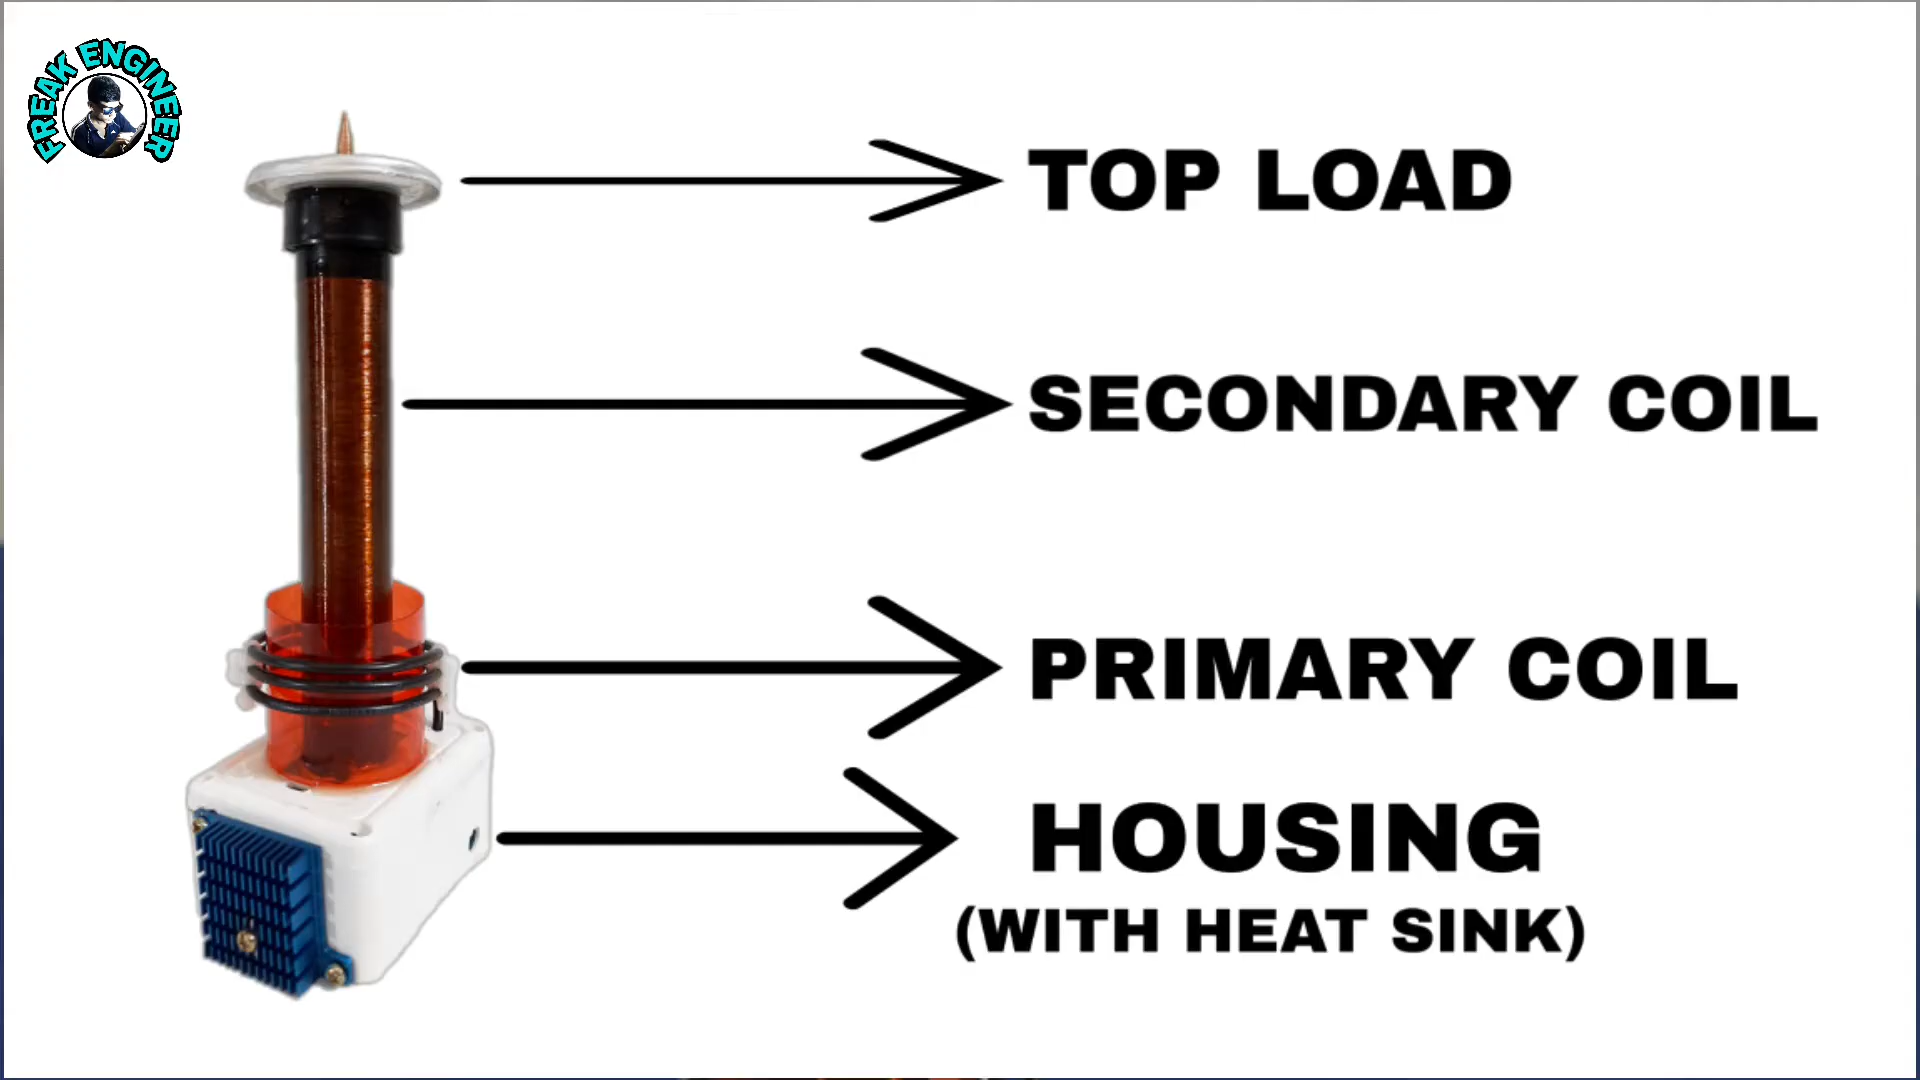 FREAK ENGINEER
TOP LOAD
SECONDARY COIL
PRIMARY COIL
HOUSING
(WITH HEAT SINK)